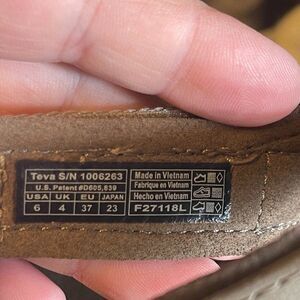 Teva S/N 1006263
U.S. Patent #D605,839
USA UK EU JAPAN
6 4 37 23
Made in Vietnam
Fabriqué en Vietnam
Hecho en Vietnam
F27118L